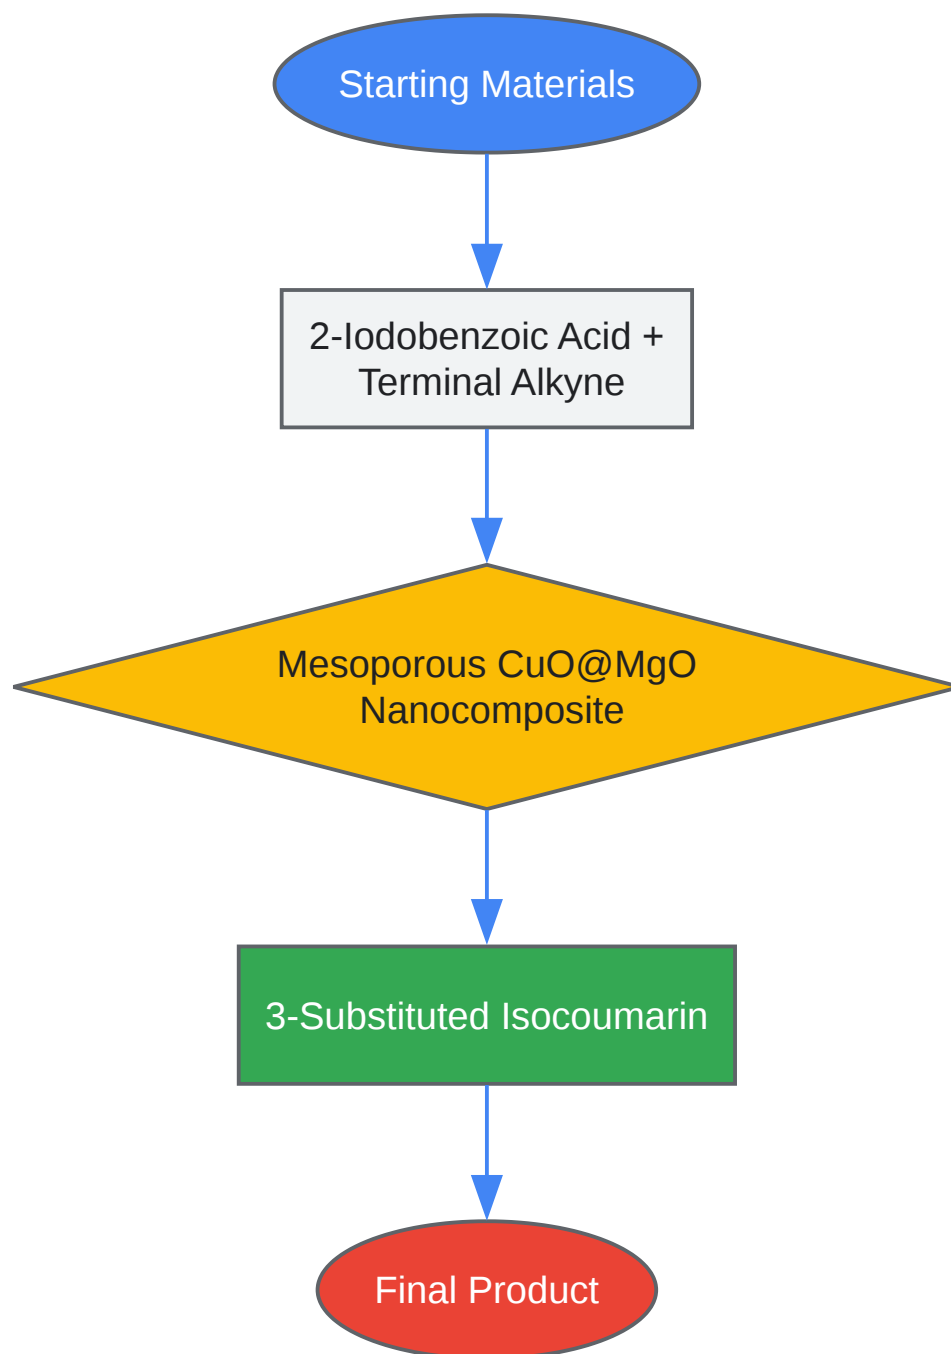 Starting Materials
2-Iodobenzoic Acid +
Terminal Alkyne
Mesoporous CuO@MgO
Nanocomposite
3-Substituted Isocoumarin
Final Product